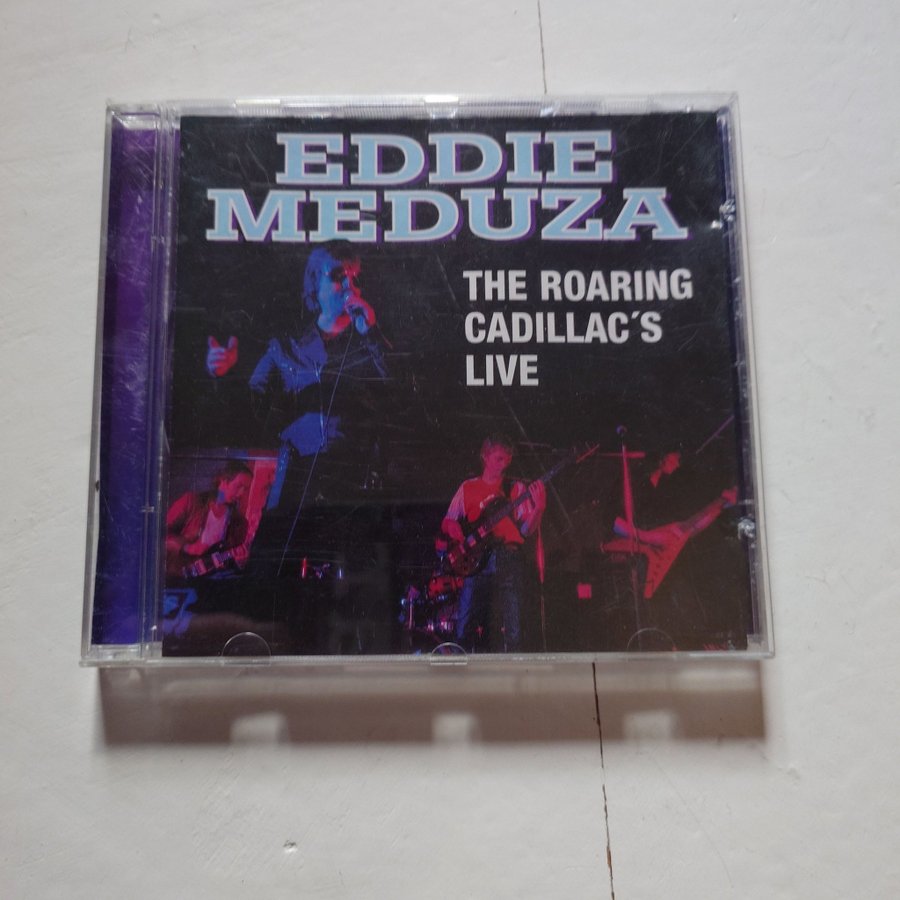 EDDIE
MEDUZA
THE ROARING
CADILLAC´S
LIVE